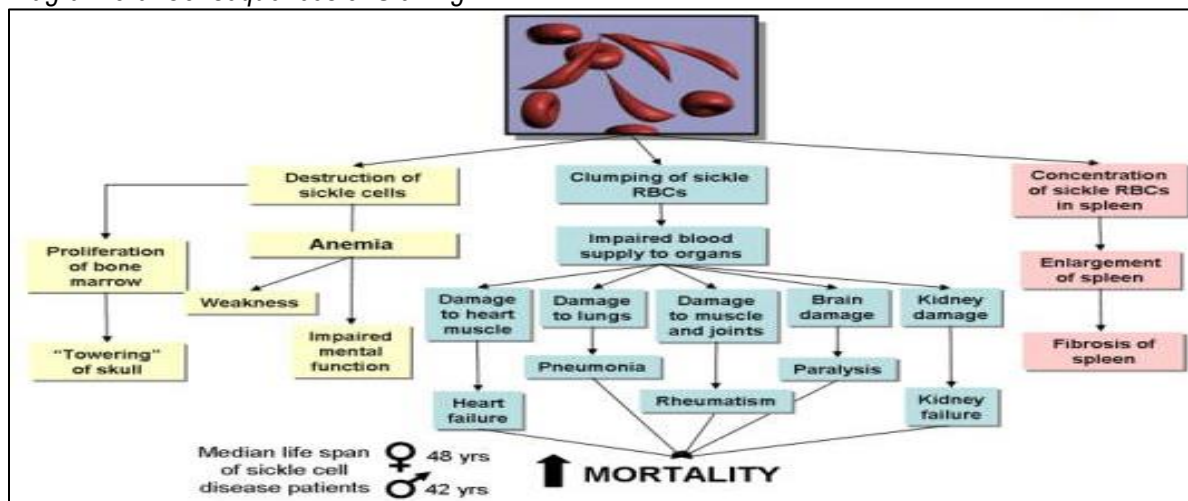 Destruction of
sickle cells
Clumping of sickle
RBCs
Concentration
of sickle RBCs
in spleen
Proliferation
of bone
marrow
Anemia
Impaired blood
supply to organs
Enlargement
of spleen
Weakness
Damage
to heart
muscle
Damage
to lungs
Damage
to muscle
and joints
Brain
damage
Kidney
damage
"Towering"
of skull
Impaired
mental
function
Pneumonia
Paralysis
Fibrosis of
spleen
Heart
failure
Rheumatism
Kidney
failure
Median life span
of sickle cell
disease patients
♀ 48 yrs
♂ 42 yrs
MORTALITY